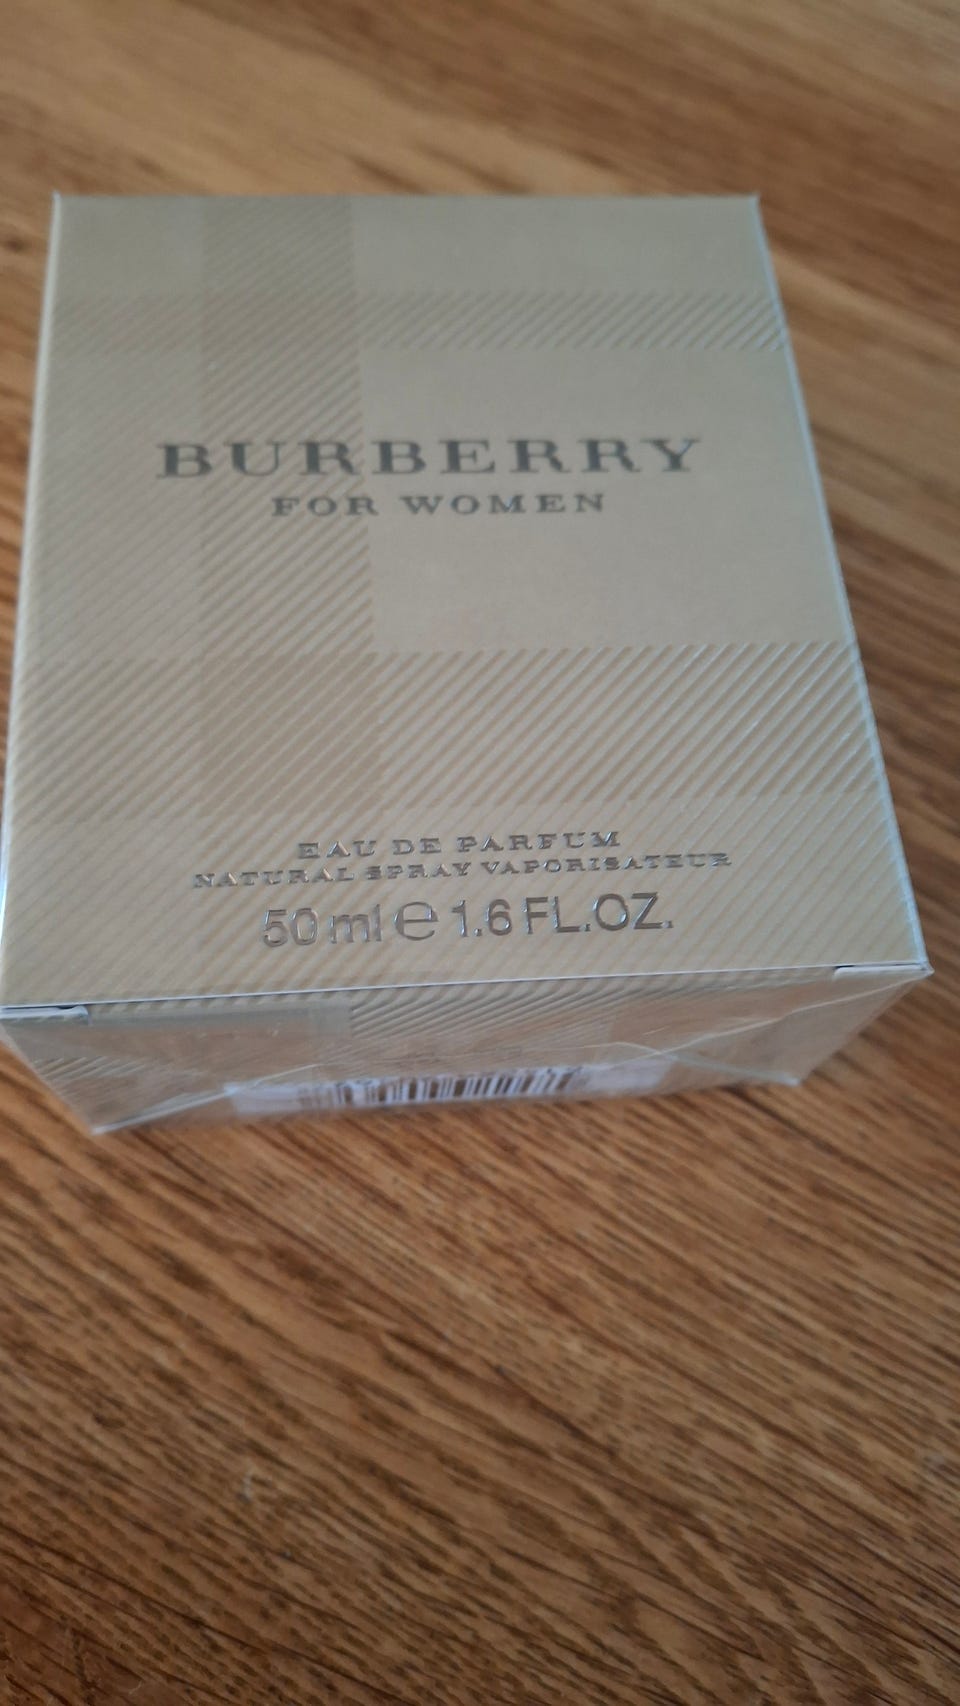 BURBERRY
FOR WOMEN
EAU DE PARFUM
NATURAL SPRAY VAPORISATEUR
50 ml e 1.6 FL.OZ.